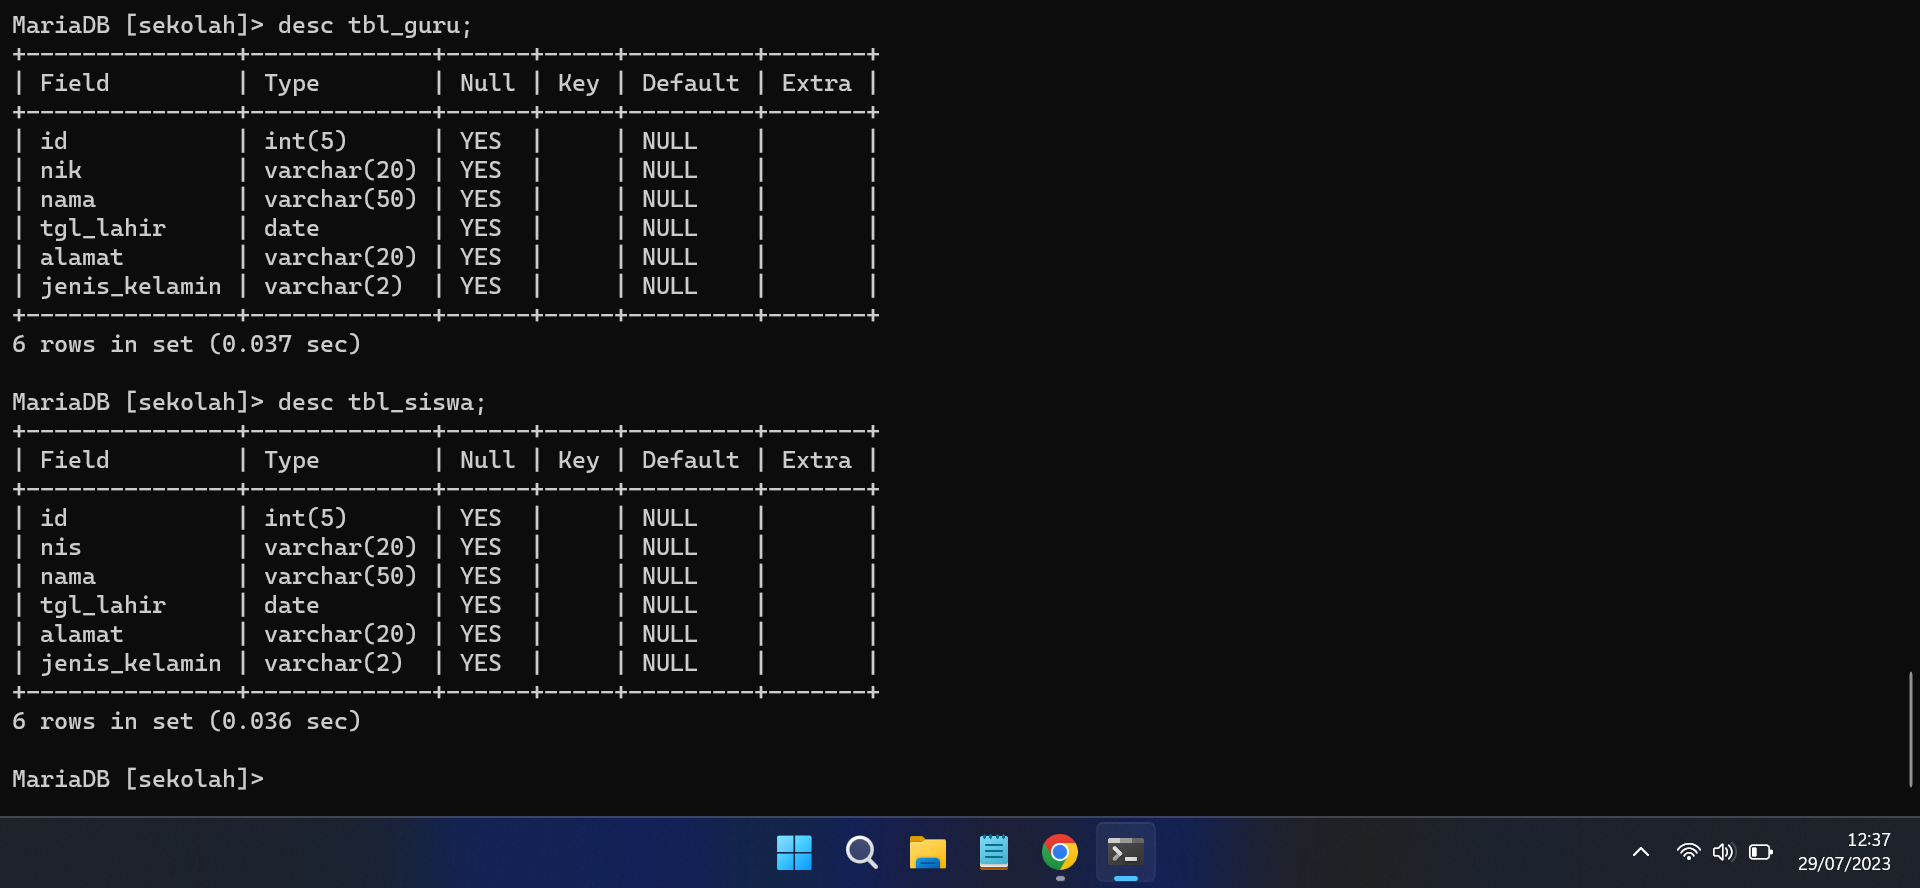 MariaDB [sekolah]> desc tbl_guru;
+---------------+-------------+------+-----+---------+-------+
| Field         | Type        | Null | Key | Default | Extra |
+---------------+-------------+------+-----+---------+-------+
| id            | int(5)      | YES  |     | NULL    |       |
| nik           | varchar(20) | YES  |     | NULL    |       |
| nama          | varchar(50) | YES  |     | NULL    |       |
| tgl_lahir     | date        | YES  |     | NULL    |       |
| alamat        | varchar(20) | YES  |     | NULL    |       |
| jenis_kelamin | varchar(2)  | YES  |     | NULL    |       |
+---------------+-------------+------+-----+---------+-------+
6 rows in set (0.037 sec)

MariaDB [sekolah]> desc tbl_siswa;
+---------------+-------------+------+-----+---------+-------+
| Field         | Type        | Null | Key | Default | Extra |
+---------------+-------------+------+-----+---------+-------+
| id            | int(5)      | YES  |     | NULL    |       |
| nis           | varchar(20) | YES  |     | NULL    |       |
| nama          | varchar(50) | YES  |     | NULL    |       |
| tgl_lahir     | date        | YES  |     | NULL    |       |
| alamat        | varchar(20) | YES  |     | NULL    |       |
| jenis_kelamin | varchar(2)  | YES  |     | NULL    |       |
+---------------+-------------+------+-----+---------+-------+
6 rows in set (0.036 sec)

MariaDB [sekolah]>
12:37
29/07/2023